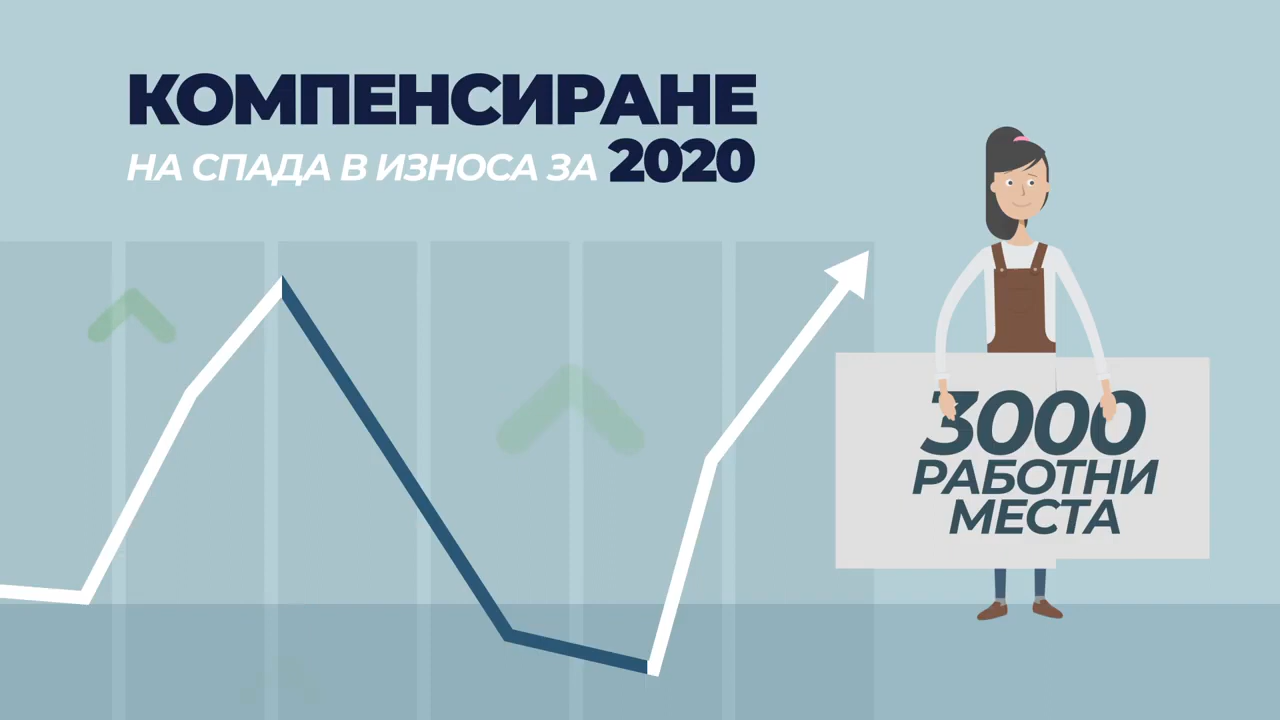 КОМПЕНСИРАНЕ
НА СПАДА В ИЗНОСА ЗА 2020
3000
РАБОТНИ
МЕСТА